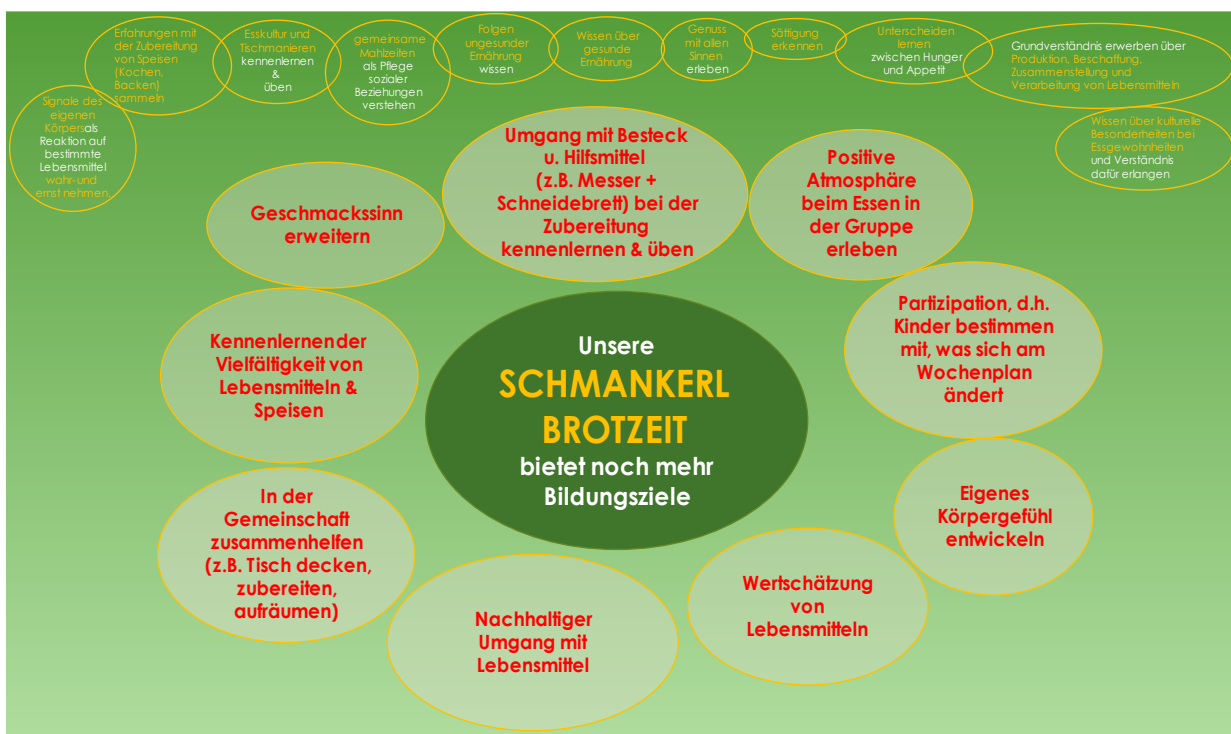 Signale des
eigenen
Körpersals
Reaktion auf
bestimmte
Lebensmittel
wahr-und
ernst nehmen.
Erfahrungen mit
der Zubereitung
von Speisen
(Kochen,
Backen)
sammeln
Esskultur und
Tischmanieren
kennenlernen
&
üben
gemeinsame
Mahlzeiten
als Pflege
sozialer
Beziehungen
verstehen
Folgen
ungesunder
Ernährung
wissen
Wissen über
gesunde
Ernährung
Genuss
mit allen
Sinnen
erleben
Sättigung
erkennen
Unterscheiden
lernen
zwischen Hunger
und Appetit
Grundverständnis erwerben über
Produktion, Beschaffung,
Zusammenstellung und
Verarbeitung von Lebensmitteln
Wissen über kulturelle
Besonderheiten bei
Essgewohnheiten
und Verständnis
dafür erlangen
Geschmackssinn
erweitern
Umgang mit Besteck
u. Hilfsmittel
(z.B. Messer +
Schneidebrett) bei der
Zubereitung
kennenlernen & üben
Positive
Atmosphäre
beim Essen in
der Gruppe
erleben
Kennenlernen der
Vielfältigkeit von
Lebensmitteln &
Speisen
Unsere
SCHMANKERL
BROTZEIT
bietet noch mehr
Bildungsziele
Partizipation, d.h.
Kinder bestimmen
mit, was sich am
Wochenplan
ändert
In der
Gemeinschaft
zusammenhelfen
(z.B. Tisch decken,
zubereiten,
aufräumen)
Eigenes
Körpergefühl
entwickeln
Nachhaltiger
Umgang mit
Lebensmittel
Wertschätzung
von
Lebensmitteln